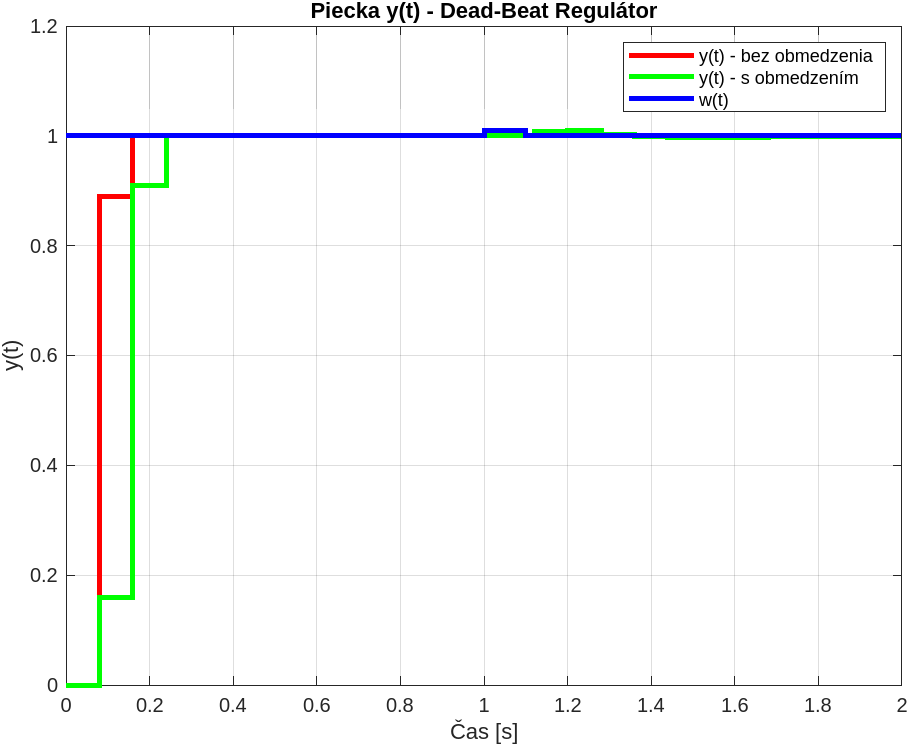 Piecka y(t) - Dead-Beat Regulátor
1.2
y(t) - bez obmedzenia
y(t) - s obmedzením
w(t)
1
0.8
0.6
y(t)
0.4
0.2
0
0 0.2 0.4 0.6 0.8 1 1.2 1.4 1.6 1.8 2
Čas [s]